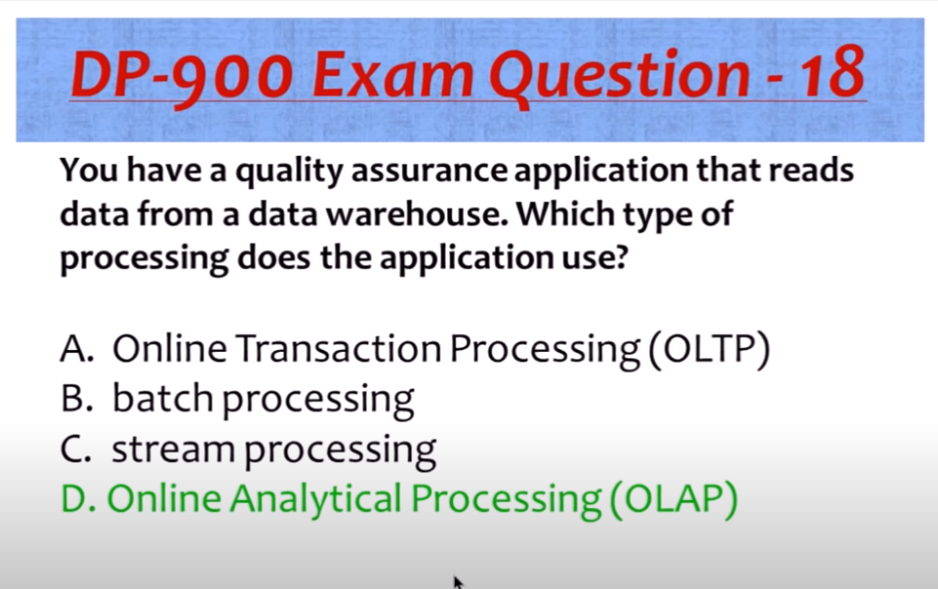 DP-900 Exam Question - 18
You have a quality assurance application that reads
data from a data warehouse. Which type of
processing does the application use?
A. Online Transaction Processing (OLTP)
B. batch processing
C. stream processing
D. Online Analytical Processing (OLAP)